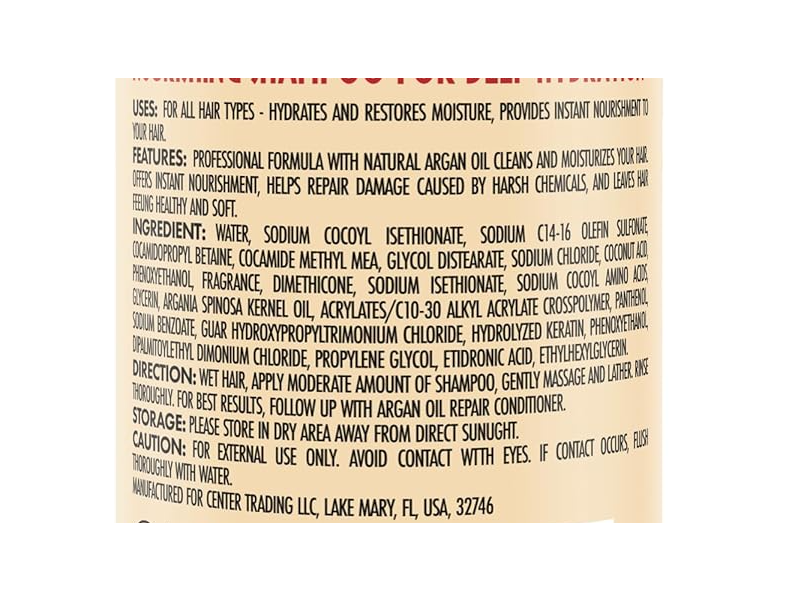 NOURISHING SHAMPOO FOR DEEP HYDRATION
USES: FOR ALL HAIR TYPES - HYDRATES AND RESTORES MOISTURE, PROVIDES INSTANT NOURISHMENT TO
YOUR HAIR.
FEATURES: PROFESSIONAL FORMULA WITH NATURAL ARGAN OIL CLEANS AND MOISTURIZES YOUR HAIR.
OFFERS INSTANT NOURISHMENT, HELPS REPAIR DAMAGE CAUSED BY HARSH CHEMICALS, AND LEAVES HAIR
FEELING HEALTHY AND SOFT.
INGREDIENT: WATER, SODIUM COCOYL ISETHIONATE, SODIUM C14-16 OLEFIN SULFONATE,
COCAMIDOPROPYL BETAINE, COCAMIDE METHYL MEA, GLYCOL DISTEARATE, SODIUM CHLORIDE, COCONUT ACID,
PHENOXYETHANOL, FRAGRANCE, DIMETHICONE, SODIUM ISETHIONATE, SODIUM COCOYL AMINO ACIDS,
GLYCERIN, ARGANIA SPINOSA KERNEL OIL, ACRYLATES/C10-30 ALKYL ACRYLATE CROSSPOLYMER, PANTHENOL,
SODIUM BENZOATE, GUAR HYDROXYPROPYLTRIMONIUM CHLORIDE, HYDROLYZED KERATIN, PHENOXYETHANOL,
DIPALMITOYLETHYL DIMONIUM CHLORIDE, PROPYLENE GLYCOL, ETIDRONIC ACID, ETHYLHEXYLGLYCERIN.
DIRECTION: WET HAIR, APPLY MODERATE AMOUNT OF SHAMPOO, GENTLY MASSAGE AND LATHER. RINSE
THOROUGHLY. FOR BEST RESULTS, FOLLOW UP WITH ARGAN OIL REPAIR CONDITIONER.
STORAGE: PLEASE STORE IN DRY AREA AWAY FROM DIRECT SUNUGHT.
CAUTION: FOR EXTERNAL USE ONLY. AVOID CONTACT WTTH EYES. IF CONTACT OCCURS, FLUSH
THOROUGHLY WITH WATER.
MANUFACTURED FOR CENTER TRADING LLC, LAKE MARY, FL, USA, 32746